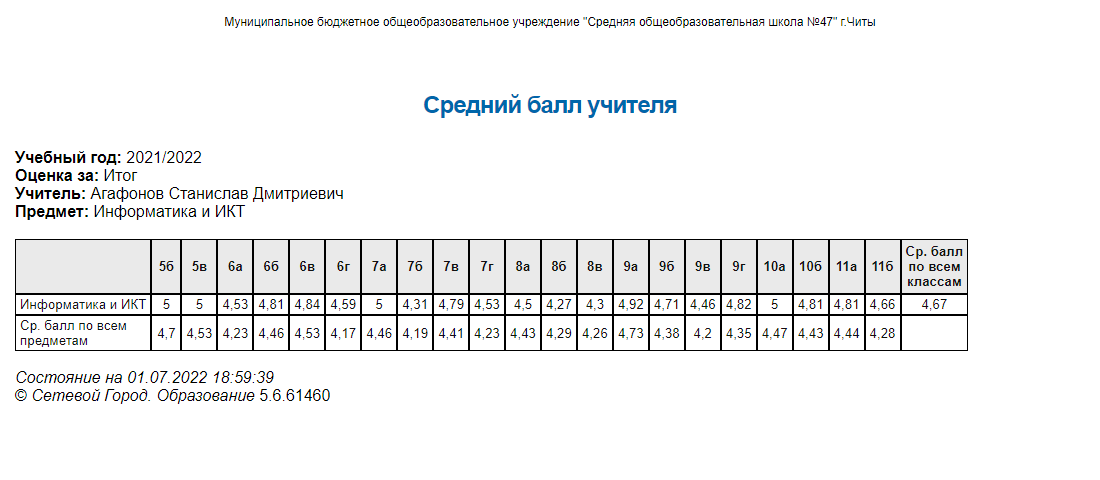 Муниципальное бюджетное общеобразовательное учреждение "Средняя общеобразовательная школа №47" г.Читы
Средний балл учителя
Учебный год: 2021/2022
Оценка за: Итог
Учитель: Агафонов Станислав Дмитриевич
Предмет: Информатика и ИКТ
5б 5в 6а 6б 6в 6г 7а 7б 7в 7г 8а 8б 8в 9а 9б 9в 9г 10а 10б 11а 11б Ср. балл по всем классам
Информатика и ИКТ 5 5 4,53 4,81 4,84 4,59 5 4,31 4,79 4,53 4,5 4,27 4,3 4,92 4,71 4,46 4,82 5 4,81 4,81 4,66 4,67
Ср. балл по всем предметам 4,7 4,53 4,23 4,46 4,53 4,17 4,46 4,19 4,41 4,23 4,43 4,29 4,26 4,73 4,38 4,2 4,35 4,47 4,43 4,44 4,28
Состояние на 01.07.2022 18:59:39
© Сетевой Город. Образование 5.6.61460